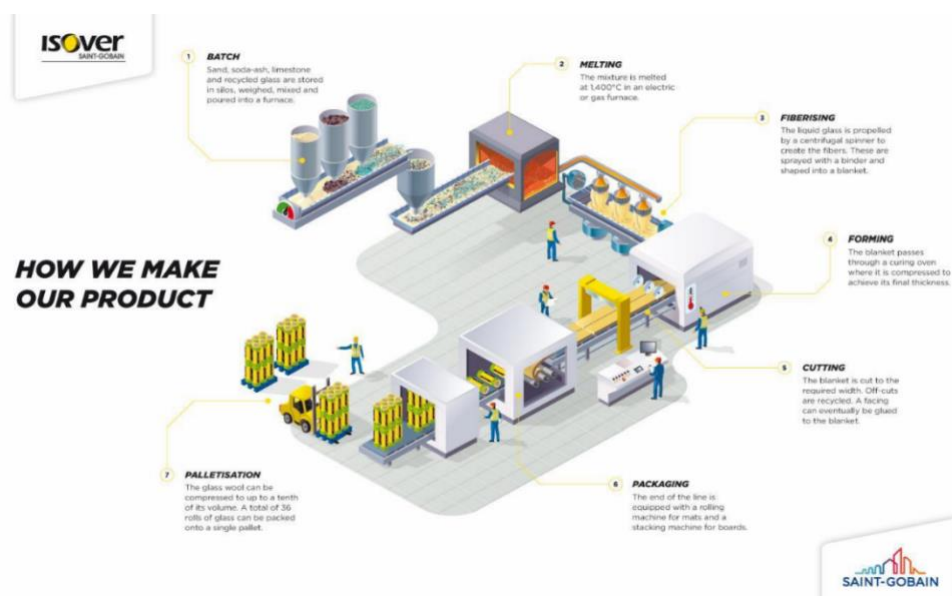 ISOVER
SAINT-GOBAIN
1
BATCH
Sand, soda-ash, limestone
and recycled glass are stored
in silos, weighed, mixed and
poured into a furnace.
2
MELTING
The mixture is melted
at 1,400°C in an electric
or gas furnace.
3
FIBERISING
The liquid glass is propelled
by a centrifugal spinner to
create the fibers. These are
sprayed with a binder and
shaped into a blanket.
4
FORMING
The blanket passes
through a curing oven
where it is compressed to
achieve its final thickness.
HOW WE MAKE
OUR PRODUCT
5
CUTTING
The blanket is cut to the
required width. Off-cuts
are recycled. A facing
can eventually be glued
to the blanket.
7
PALLETISATION
The glass wool can be
compressed to up to a tenth
of its volume. A total of 36
rolls of glass can be packed
onto a single pallet.
6
PACKAGING
The end of the line is
equipped with a rolling
machine for mats and a
stacking machine for boards.
SAINT-GOBAIN